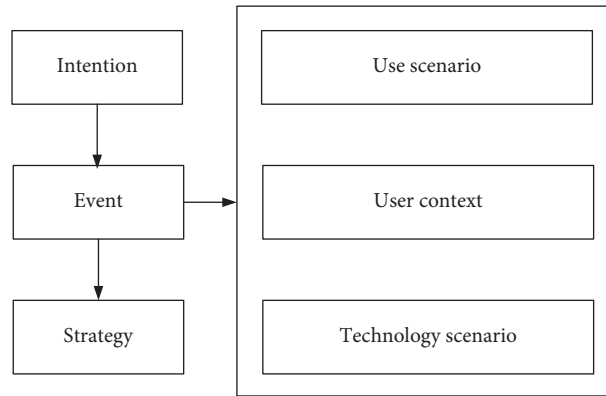 Intention
Use scenario
Event
User context
Strategy
Technology scenario